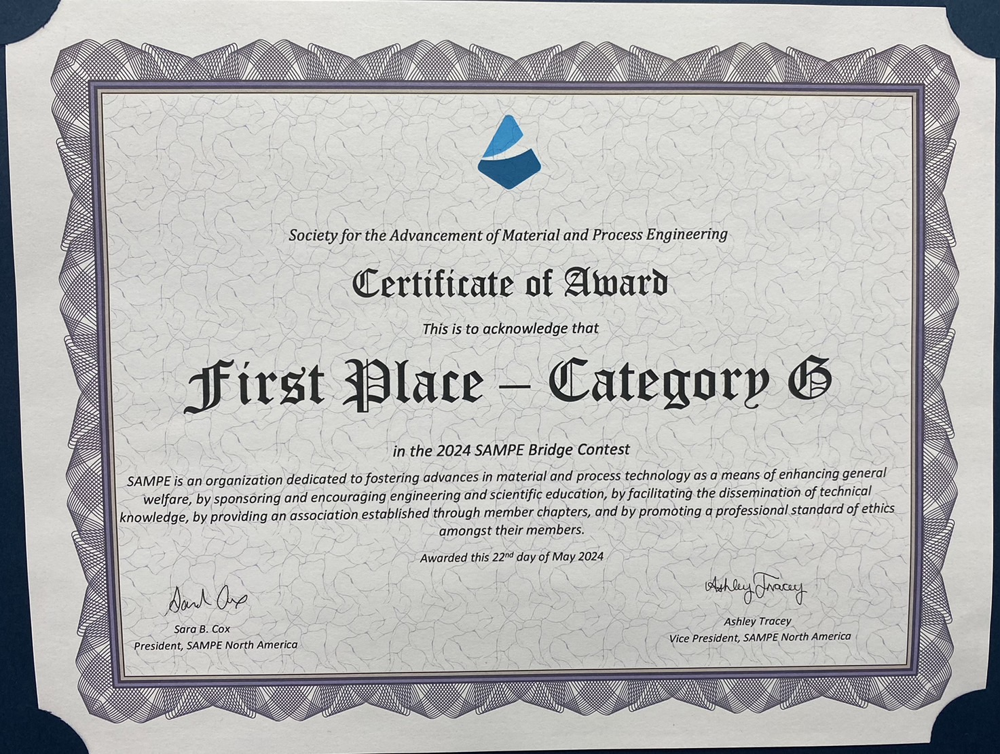 Society for the Advancement of Material and Process Engineering
Certificate of Award
This is to acknowledge that
First Place – Category G
in the 2024 SAMPE Bridge Contest
SAMPE is an organization dedicated to fostering advances in material and process technology as a means of enhancing general
welfare, by sponsoring and encouraging engineering and scientific education, by facilitating the dissemination of technical
knowledge, by providing an association established through member chapters, and by promoting a professional standard of ethics
amongst their members.
Awarded this 22nd day of May 2024
Ashley Tracey
Sara B. Cox
President, SAMPE North America
Ashley Tracey
Vice President, SAMPE North America